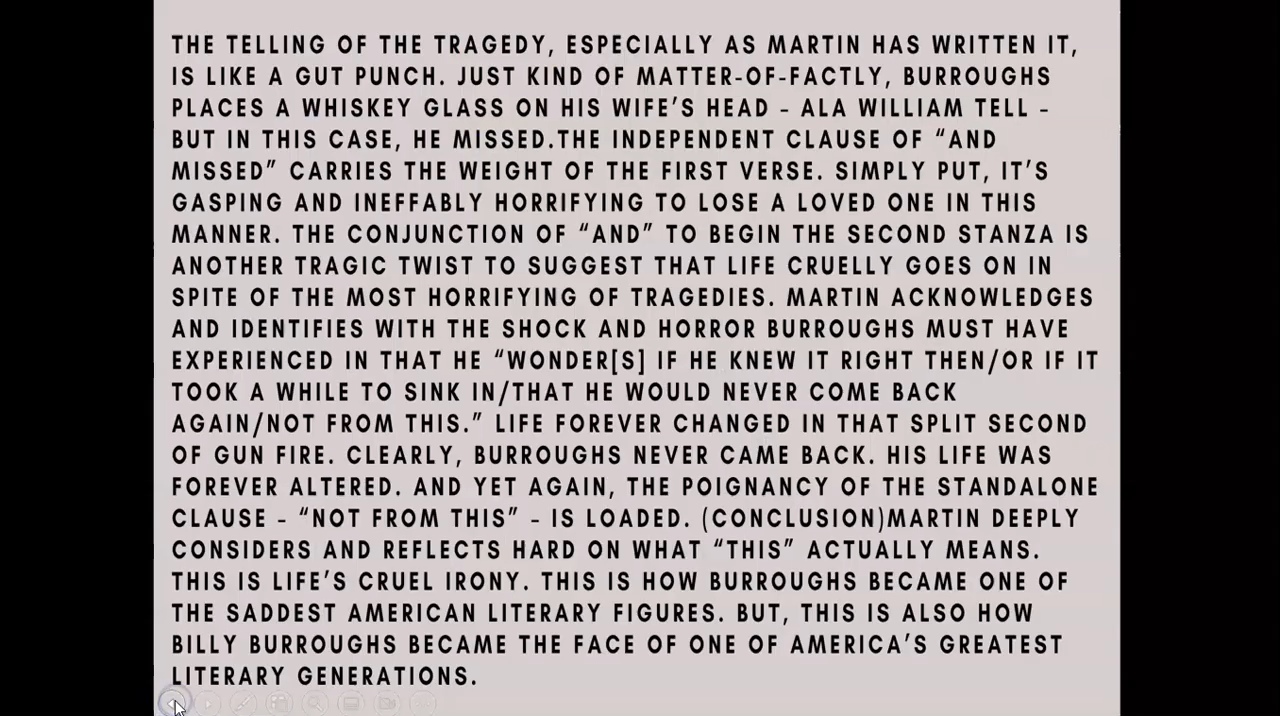 THE TELLING OF THE TRAGEDY, ESPECIALLY AS MARTIN HAS WRITTEN IT,
IS LIKE A GUT PUNCH. JUST KIND OF MATTER-OF-FACTLY, BURROUGHS
PLACES A WHISKEY GLASS ON HIS WIFE'S HEAD - ALA WILLIAM TELL -
BUT IN THIS CASE, HE MISSED.THE INDEPENDENT CLAUSE OF "AND
MISSED" CARRIES THE WEIGHT OF THE FIRST VERSE. SIMPLY PUT, IT'S
GASPING AND INEFFABLY HORRIFYING TO LOSE A LOVED ONE IN THIS
MANNER. THE CONJUNCTION OF "AND" TO BEGIN THE SECOND STANZA IS
ANOTHER TRAGIC TWIST TO SUGGEST THAT LIFE CRUELLY GOES ON IN
SPITE OF THE MOST HORRIFYING OF TRAGEDIES. MARTIN ACKNOWLEDGES
AND IDENTIFIES WITH THE SHOCK AND HORROR BURROUGHS MUST HAVE
EXPERIENCED IN THAT HE "WONDER[S] IF HE KNEW IT RIGHT THEN/OR IF IT
TOOK A WHILE TO SINK IN/THAT HE WOULD NEVER COME BACK
AGAIN/NOT FROM THIS." LIFE FOREVER CHANGED IN THAT SPLIT SECOND
OF GUN FIRE. CLEARLY, BURROUGHS NEVER CAME BACK. HIS LIFE WAS
FOREVER ALTERED. AND YET AGAIN, THE POIGNANCY OF THE STANDALONE
CLAUSE - "NOT FROM THIS" - IS LOADED. (CONCLUSION)MARTIN DEEPLY
CONSIDERS AND REFLECTS HARD ON WHAT "THIS" ACTUALLY MEANS.
THIS IS LIFE'S CRUEL IRONY. THIS IS HOW BURROUGHS BECAME ONE OF
THE SADDEST AMERICAN LITERARY FIGURES. BUT, THIS IS ALSO HOW
BILLY BURROUGHS BECAME THE FACE OF ONE OF AMERICA'S GREATEST
LITERARY GENERATIONS.